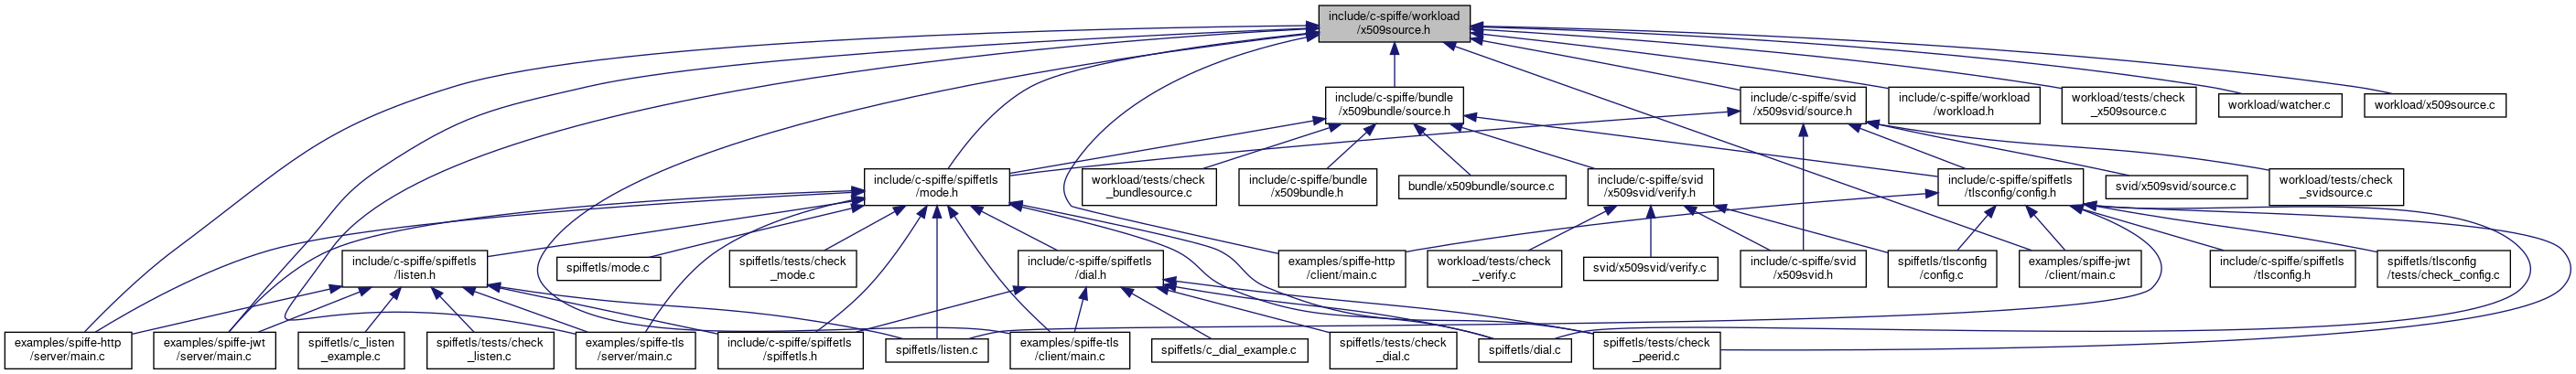 include/c-spiffe/workload
/x509source.h
include/c-spiffe/bundle
/x509bundle/source.h
include/c-spiffe/svid
/x509svid/source.h
include/c-spiffe/workload
/workload.h
workload/tests/check
_x509source.c
workload/watcher.c
workload/x509source.c
include/c-spiffe/spiffetls
/mode.h
workload/tests/check
_bundlesource.c
include/c-spiffe/bundle
/x509bundle.h
bundle/x509bundle/source.c
include/c-spiffe/svid
/x509svid/verify.h
include/c-spiffe/spiffetls
/tlsconfig/config.h
svid/x509svid/source.c
workload/tests/check
_svidsource.c
include/c-spiffe/spiffetls
/listen.h
spiffetls/mode.c
spiffetls/tests/check
_mode.c
include/c-spiffe/spiffetls
/dial.h
examples/spiffe-http
/client/main.c
workload/tests/check
_verify.c
svid/x509svid/verify.c
include/c-spiffe/svid
/x509svid.h
spiffetls/tlsconfig
/config.c
examples/spiffe-jwt
/client/main.c
include/c-spiffe/spiffetls
/tlsconfig.h
spiffetls/tlsconfig
/tests/check_config.c
examples/spiffe-http
/server/main.c
examples/spiffe-jwt
/server/main.c
spiffetls/c_listen
_example.c
spiffetls/tests/check
_listen.c
examples/spiffe-tls
/server/main.c
include/c-spiffe/spiffetls
/spiffetls.h
spiffetls/listen.c
examples/spiffe-tls
/client/main.c
spiffetls/c_dial_example.c
spiffetls/tests/check
_dial.c
spiffetls/dial.c
spiffetls/tests/check
_peerid.c